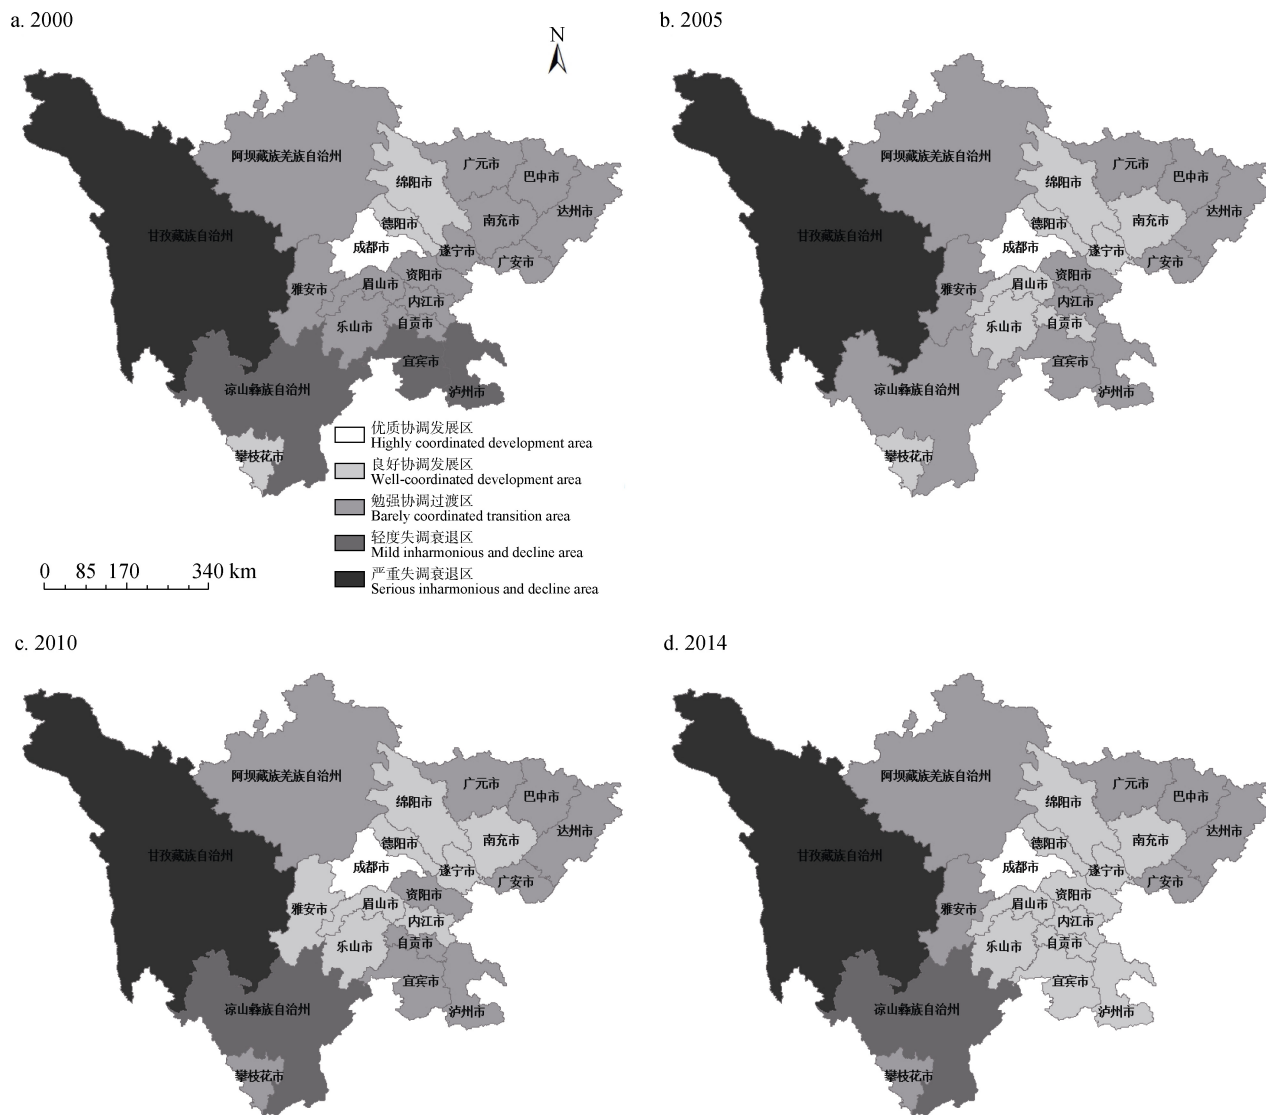 a. 2000
N
阿坝藏族羌族自治州
广元市
巴中市
绵阳市
达州市
南充市
德阳市
甘孜藏族自治州
成都市
遂宁市
广安市
资阳市
眉山市
雅安市
内江市
自贡市
乐山市
宜宾市
凉山彝族自治州
泸州市
攀枝花市
优质协调发展区
Highly coordinated development area
良好协调发展区
Well-coordinated development area
勉强协调过渡区
Barely coordinated transition area
轻度失调衰退区
Mild inharmonious and decline area
严重失调衰退区
Serious inharmonious and decline area
0 85 170 340 km
b. 2005
阿坝藏族羌族自治州
广元市
巴中市
绵阳市
达州市
南充市
德阳市
甘孜藏族自治州
成都市
遂宁市
广安市
资阳市
眉山市
雅安市
内江市
自贡市
乐山市
宜宾市
凉山彝族自治州
泸州市
攀枝花市
c. 2010
阿坝藏族羌族自治州
广元市
巴中市
绵阳市
达州市
南充市
德阳市
甘孜藏族自治州
成都市
遂宁市
广安市
资阳市
眉山市
雅安市
内江市
自贡市
乐山市
宜宾市
凉山彝族自治州
泸州市
攀枝花市
d. 2014
阿坝藏族羌族自治州
广元市
巴中市
绵阳市
达州市
南充市
德阳市
甘孜藏族自治州
成都市
遂宁市
广安市
资阳市
眉山市
雅安市
内江市
自贡市
乐山市
宜宾市
凉山彝族自治州
泸州市
攀枝花市